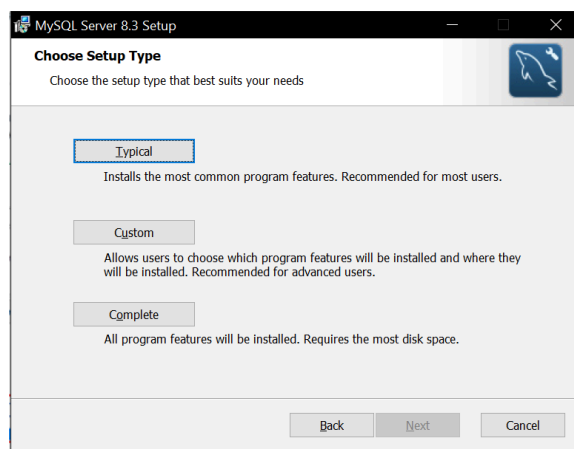 MySQL Server 8.3 Setup
Choose Setup Type
Choose the setup type that best suits your needs
Typical
Installs the most common program features. Recommended for most users.
Custom
Allows users to choose which program features will be installed and where they
will be installed. Recommended for advanced users.
Complete
All program features will be installed. Requires the most disk space.
Back Next Cancel